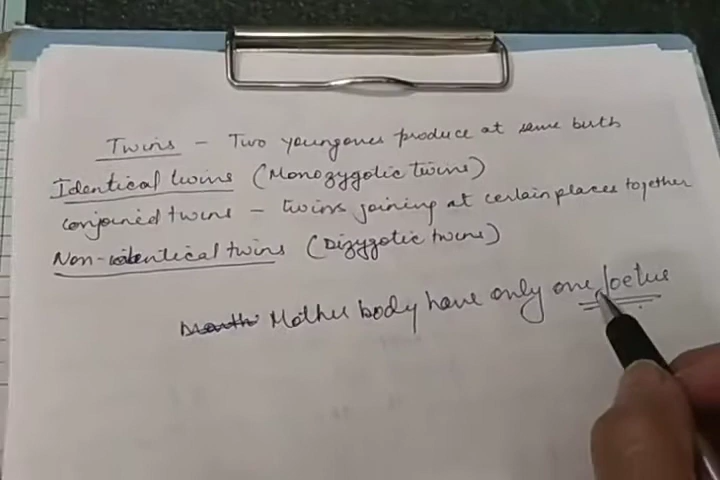 Twins - Two youngones produce at same birth
Identical twins (Monozygotic twins)
conjoined twins - twins joining at certain places together
Non-identical twins (Dizygotic twins)
Mother body have only one foetus